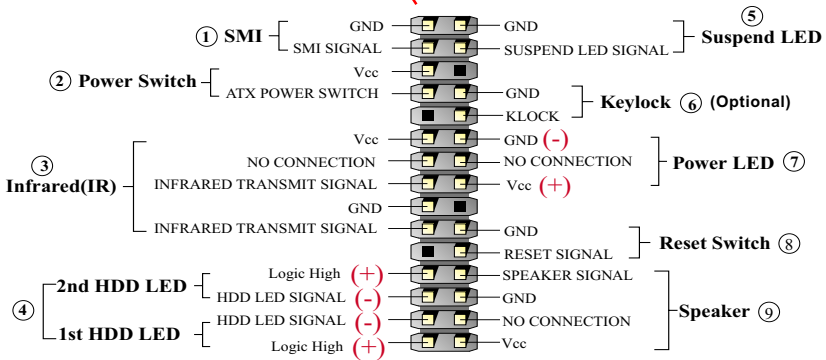 ① SMI
GND
SMI SIGNAL
② Power Switch
Vcc
ATX POWER SWITCH
③
Infrared(IR)
Vcc
NO CONNECTION
INFRARED TRANSMIT SIGNAL
GND
INFRARED TRANSMIT SIGNAL
④
2nd HDD LED
Logic High (+)
HDD LED SIGNAL (-)
1st HDD LED
HDD LED SIGNAL (-)
Logic High (+)
GND
SUSPEND LED SIGNAL
⑤
Suspend LED
GND
KLOCK
Keylock ⑥ (Optional)
GND (-)
NO CONNECTION
Vcc (+)
Power LED ⑦
GND
RESET SIGNAL
Reset Switch ⑧
SPEAKER SIGNAL
GND
NO CONNECTION
Vcc
Speaker ⑨